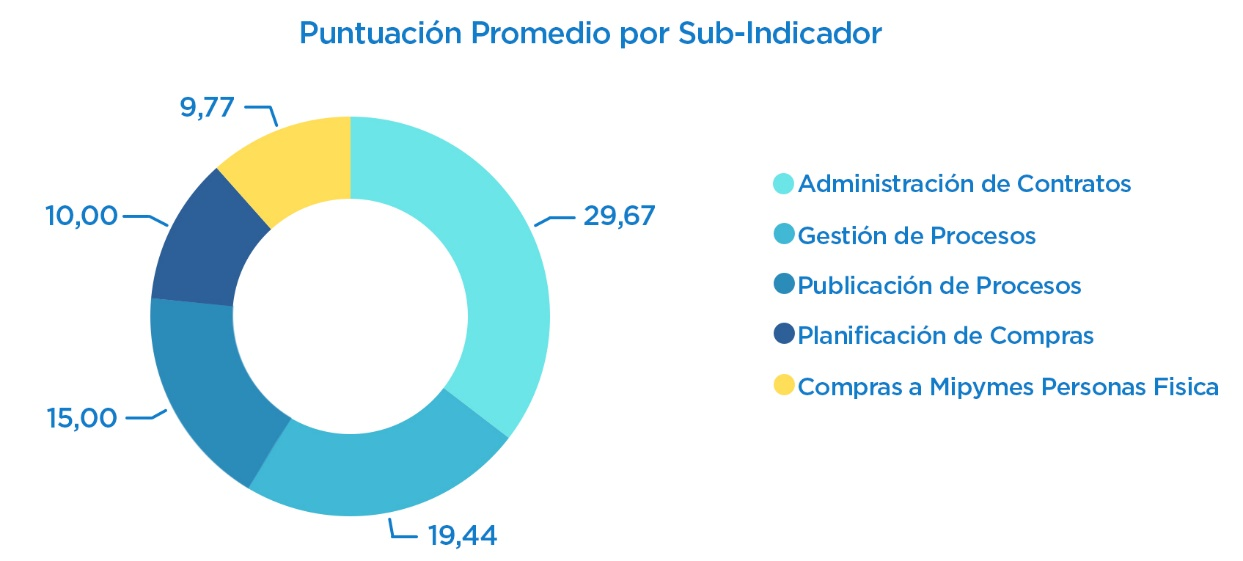 Puntuación Promedio por Sub-Indicador
9,77
10,00
29,67
15,00
19,44
Administración de Contratos
Gestión de Procesos
Publicación de Procesos
Planificación de Compras
Compras a Mipymes Personas Fisica